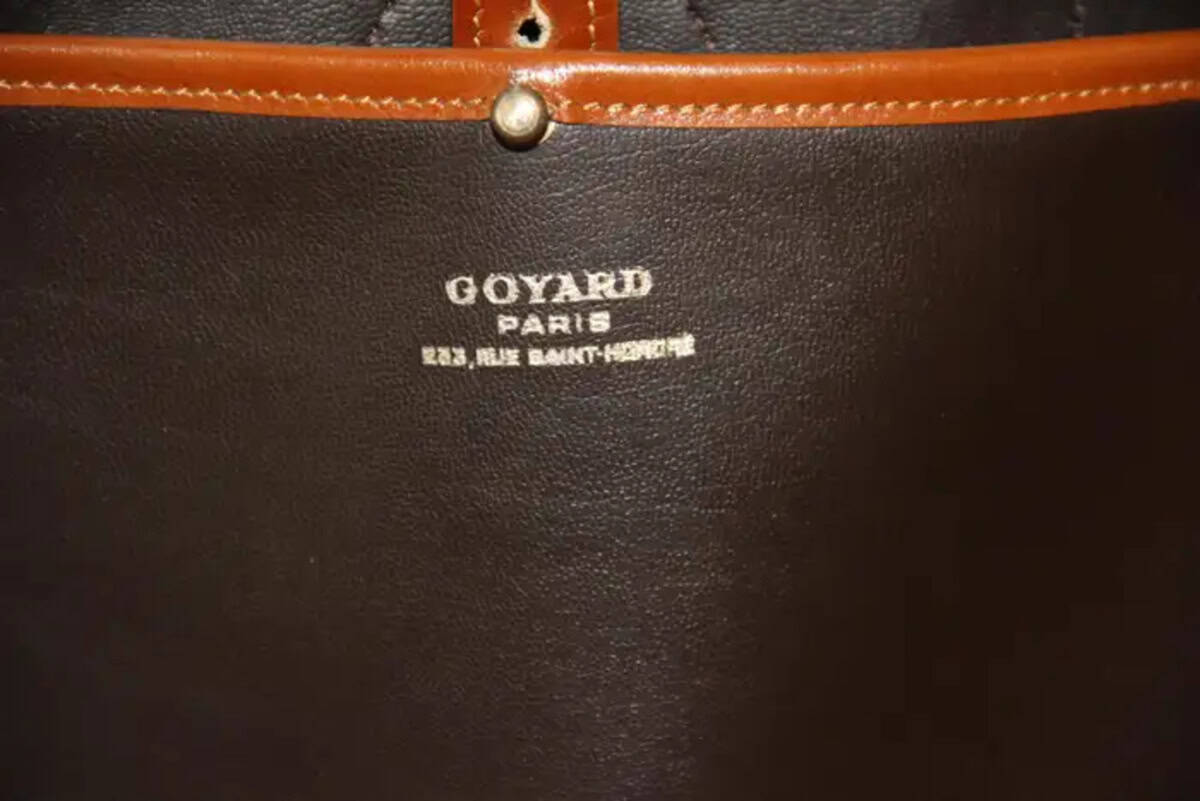 GOYARD
PARIS
233, RUE SAINT-HONORÉ